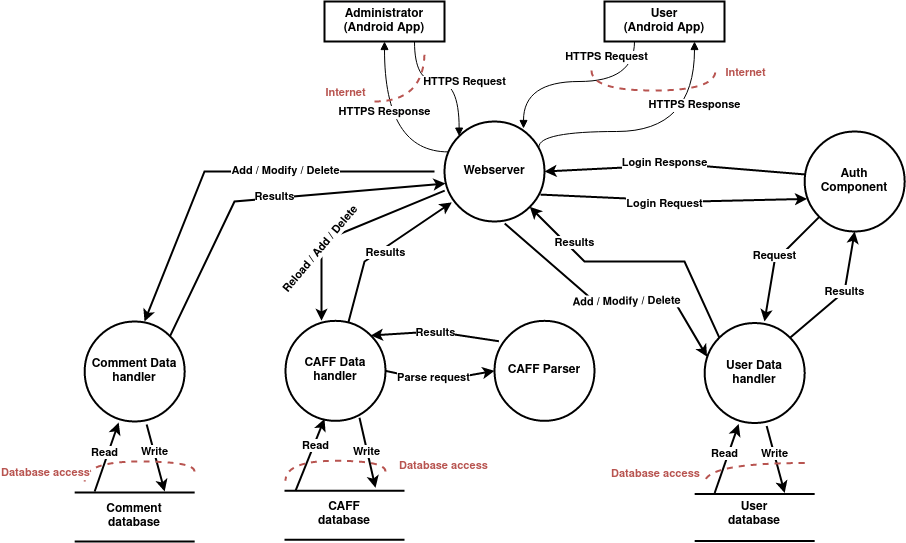 Administrator
(Android App)
User
(Android App)
HTTPS Request
Internet
HTTPS Request
Internet
HTTPS Response
HTTPS Response
Webserver
Login Response
Auth
Component
Add / Modify / Delete
Results
Login Request
Reload / Add / Delete
Results
Results
Request
Add / Modify / Delete
Results
Results
Comment Data
handler
CAFF Data
handler
CAFF Parser
User Data
handler
Parse request
Read
Write
Read
Write
Read
Write
Database access
Database access
Database access
Comment
database
CAFF
database
User
database